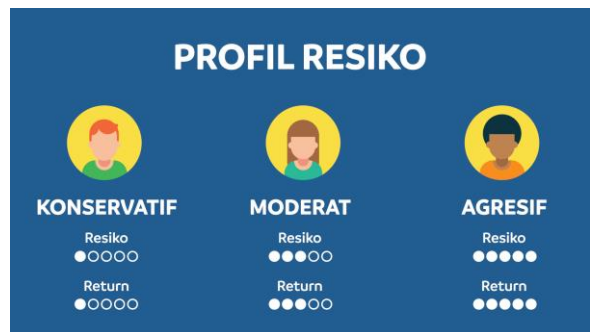 PROFIL RESIKO
KONSERVATIF
Resiko
Return
MODERAT
Resiko
Return
AGRESIF
Resiko
Return